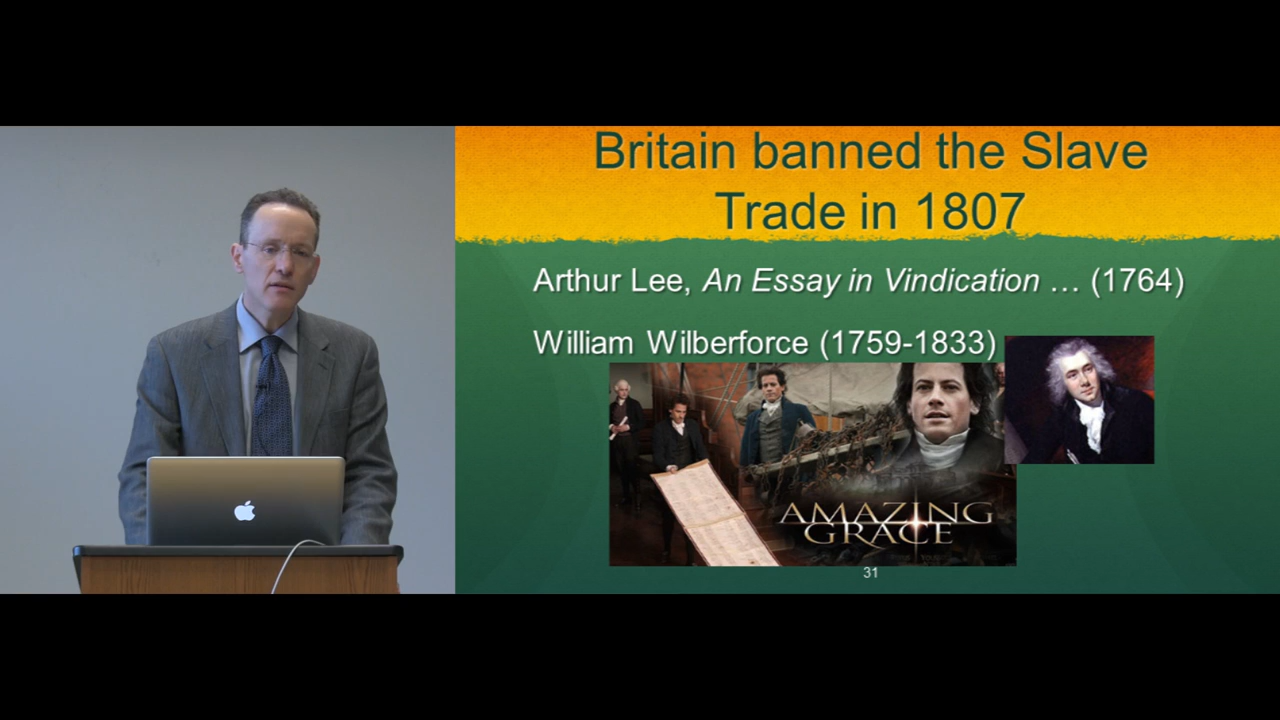 Britain banned the Slave
Trade in 1807
Arthur Lee, An Essay in Vindication … (1764)
William Wilberforce (1759-1833)
AMAZING
GRACE
31